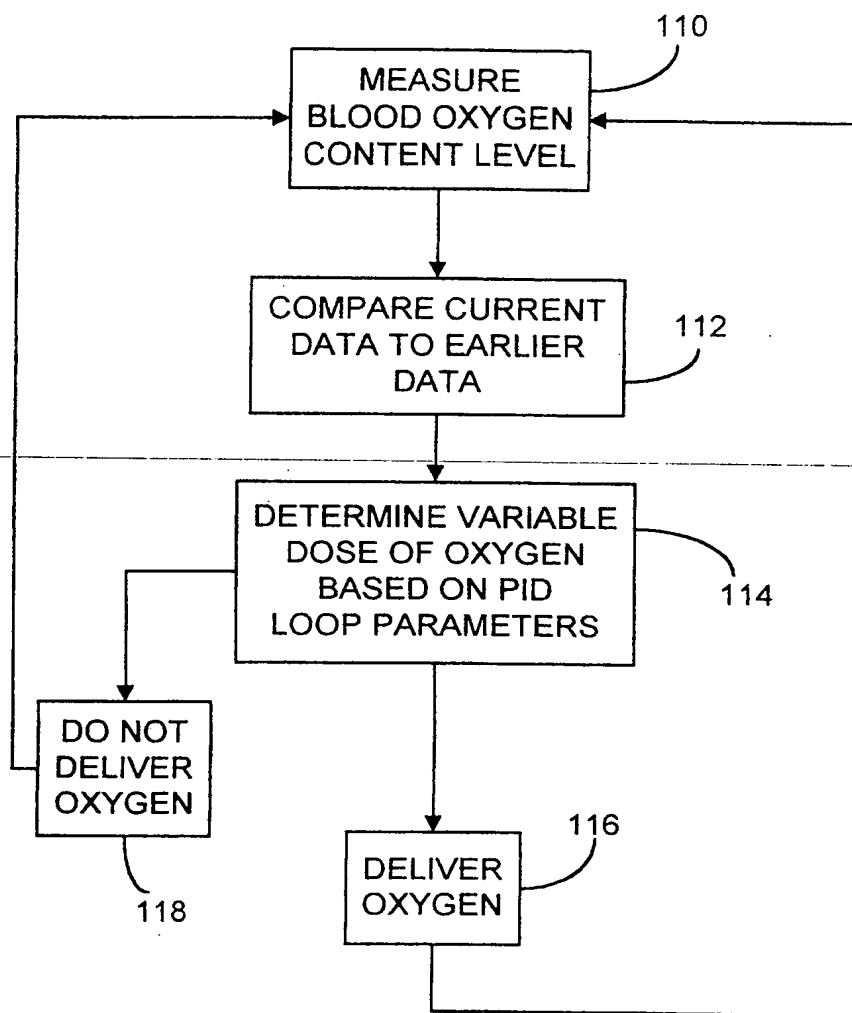 110
MEASURE
BLOOD OXYGEN
CONTENT LEVEL
COMPARE CURRENT
DATA TO EARLIER
DATA
112
DETERMINE VARIABLE
DOSE OF OXYGEN
BASED ON PID
LOOP PARAMETERS
114
DO NOT
DELIVER
OXYGEN
118
116
DELIVER
OXYGEN